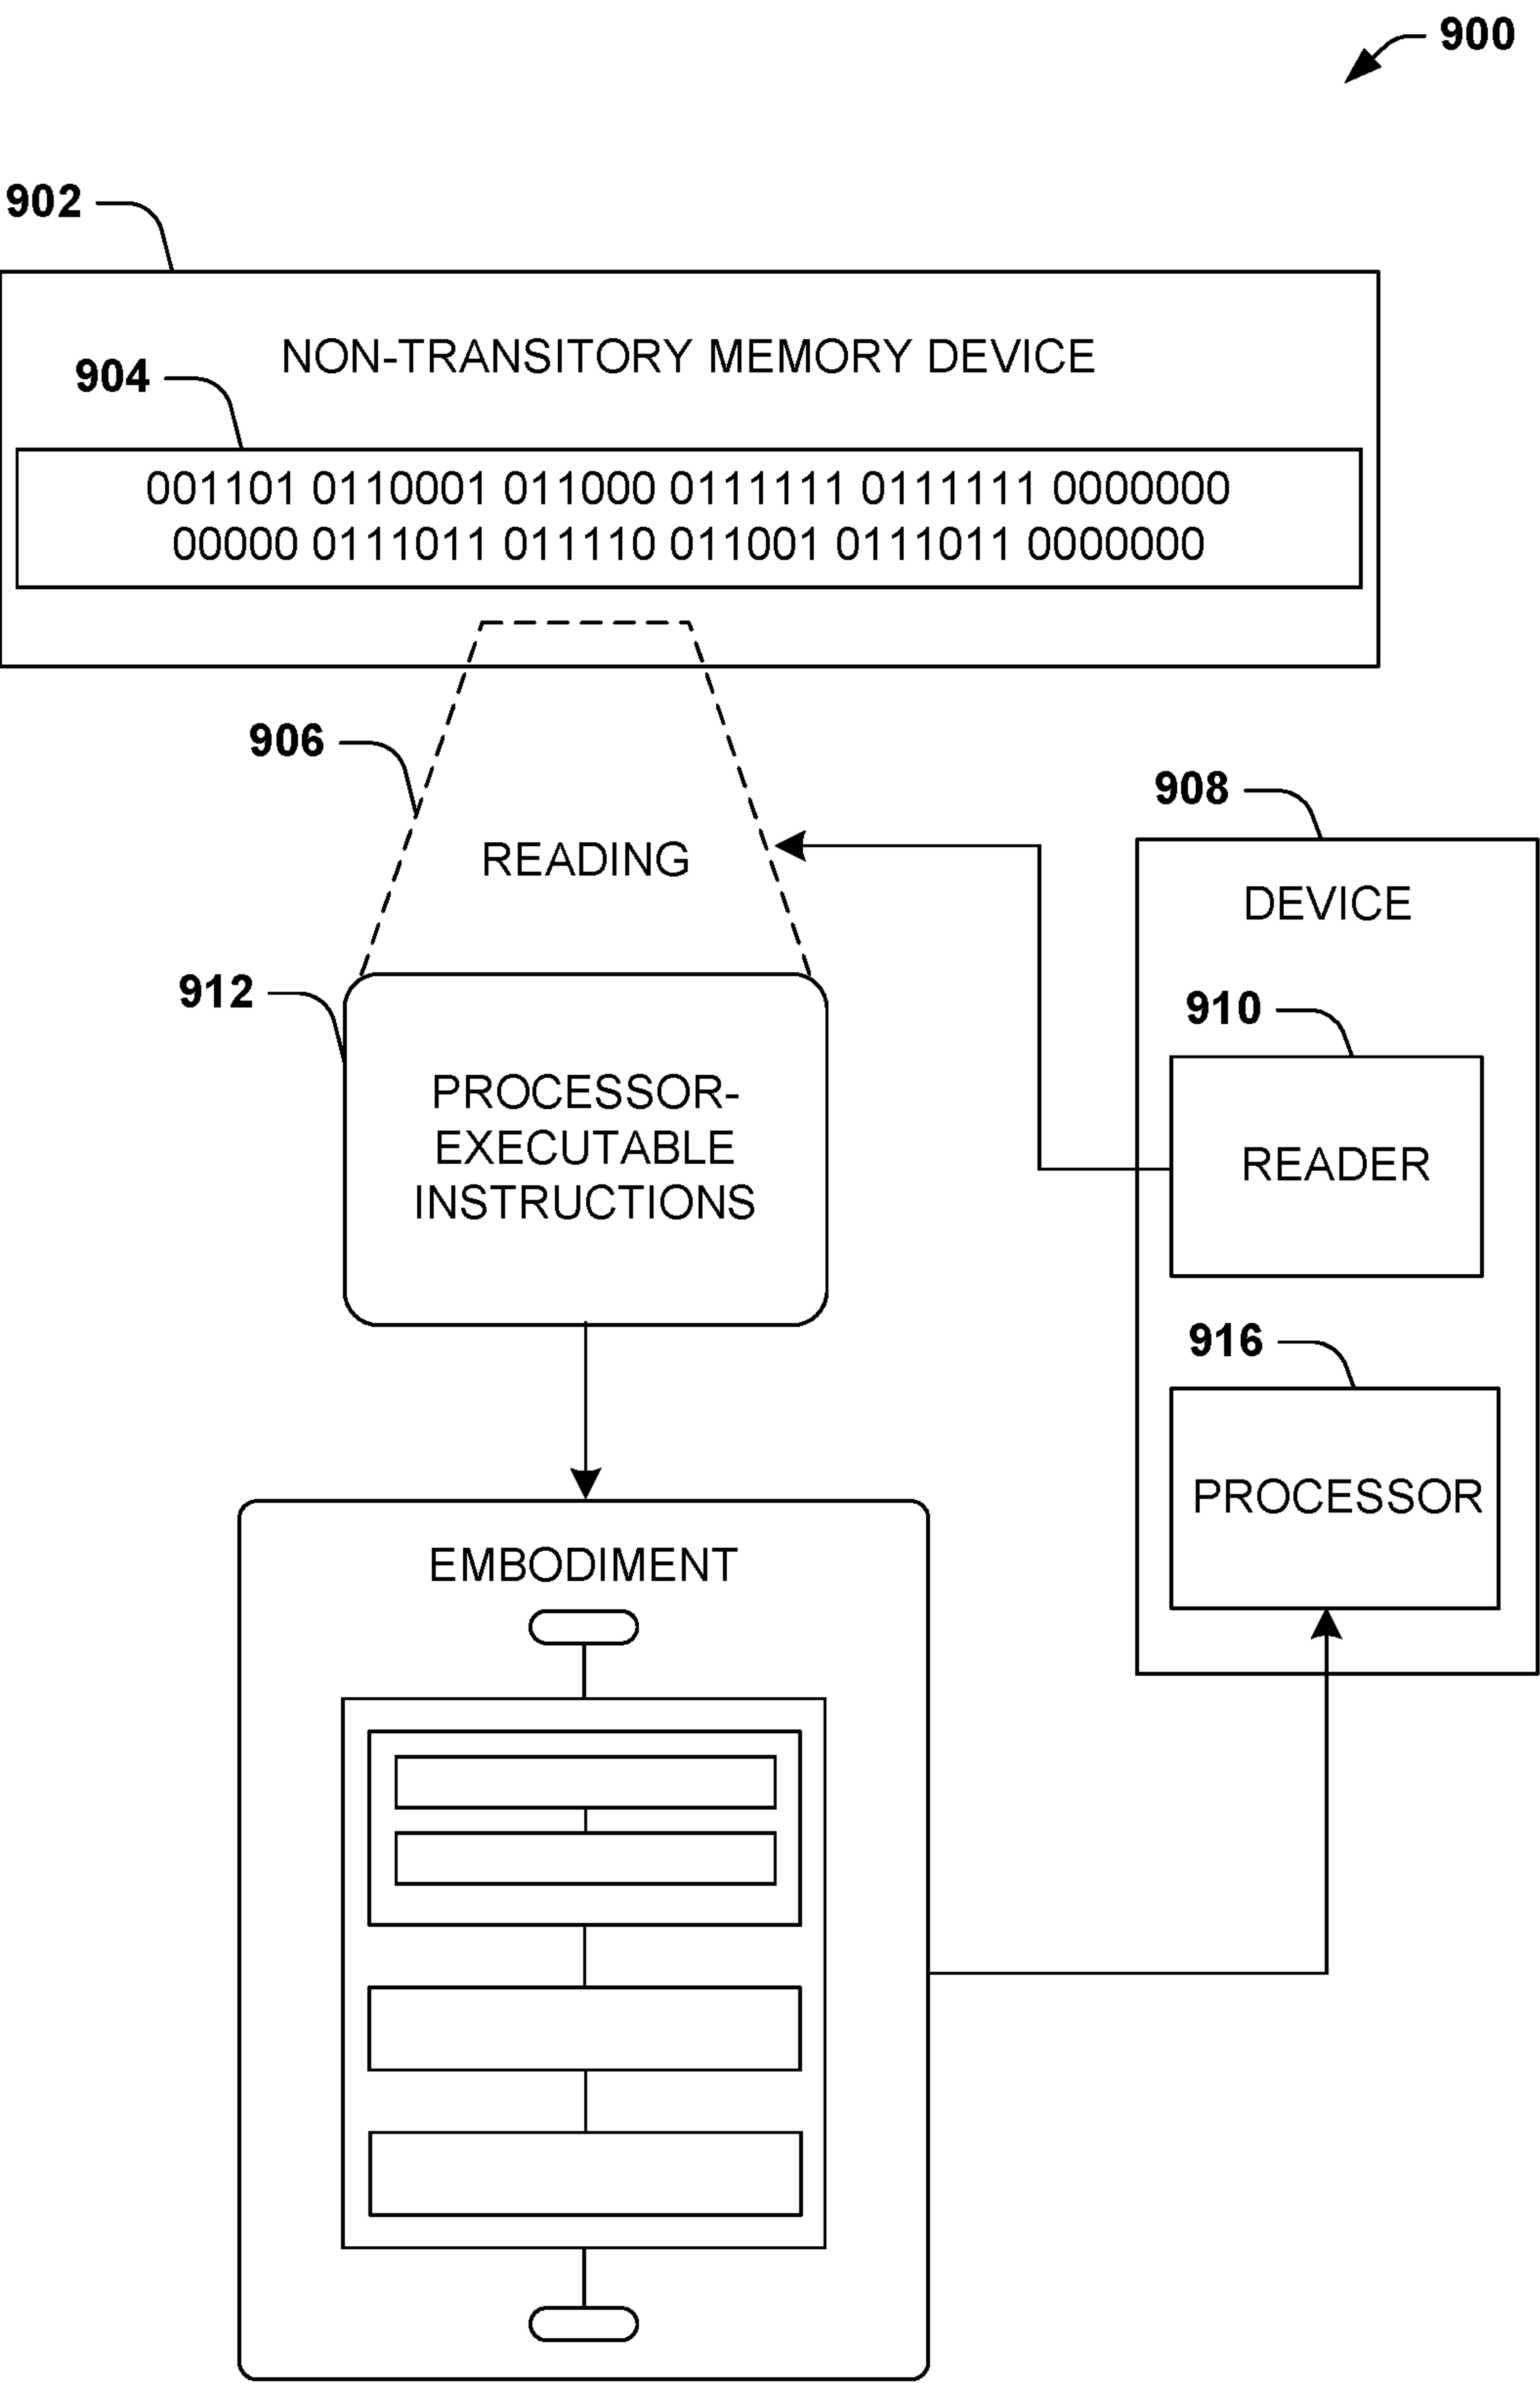 900
902
NON-TRANSITORY MEMORY DEVICE
904
001101 0110001 011000 0111111 0111111 0000000
00000 0111011 011110 011001 0111011 0000000
906
READING
908
DEVICE
912
PROCESSOR-
EXECUTABLE
INSTRUCTIONS
910
READER
916
PROCESSOR
EMBODIMENT